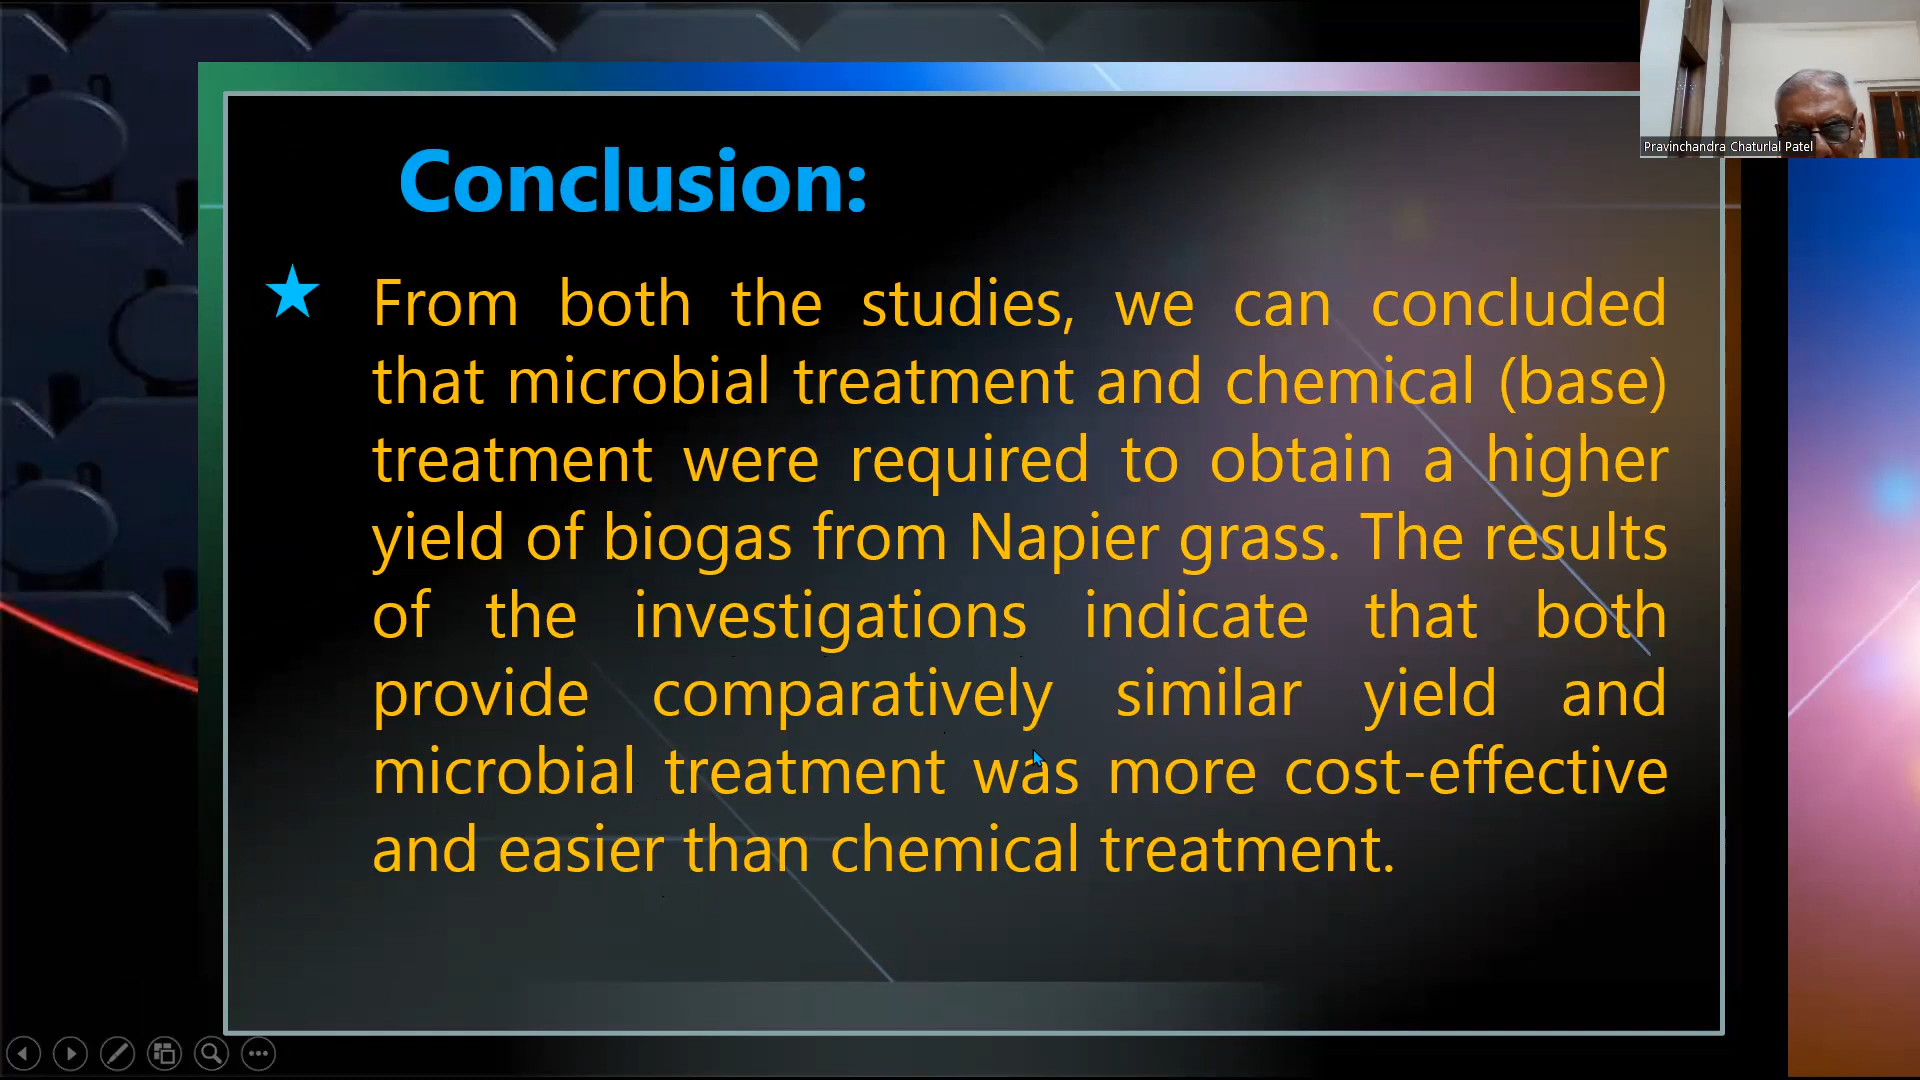 Pravinchandra Chaturlal Patel
Conclusion:
From both the studies, we can concluded
that microbial treatment and chemical (base)
treatment were required to obtain a higher
yield of biogas from Napier grass. The results
of the investigations indicate that both
provide comparatively similar yield and
microbial treatment was more cost-effective
and easier than chemical treatment.